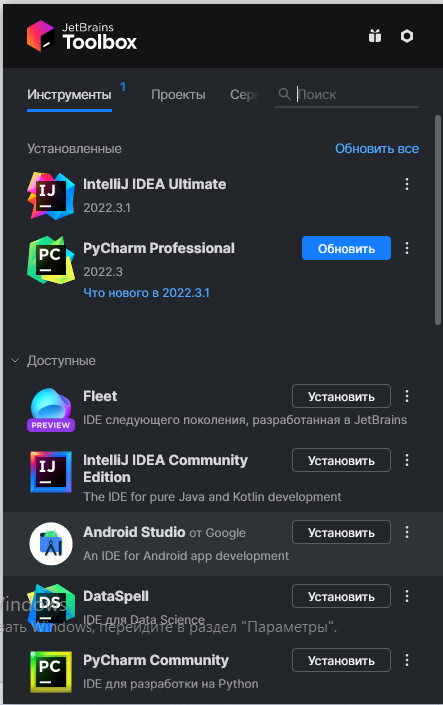 JetBrains
Toolbox
Инструменты 1 Проекты Сер Поиск
Установленные Обновить все
IJ IntelliJ IDEA Ultimate
2022.3.1
PC PyCharm Professional Обновить
2022.3
Что нового в 2022.3.1
Доступные
Fleet Установить
PREVIEW IDE следующего поколения, разработанная в JetBrains
IJ IntelliJ IDEA Community Установить
Edition
The IDE for pure Java and Kotlin development
Android Studio от Google Установить
An IDE for Android app development
DS DataSpell Установить
Windows
IDE для Data Science
вать Windows, перейдите в раздел "Параметры".
PC PyCharm Community Установить
IDE для разработки на Python